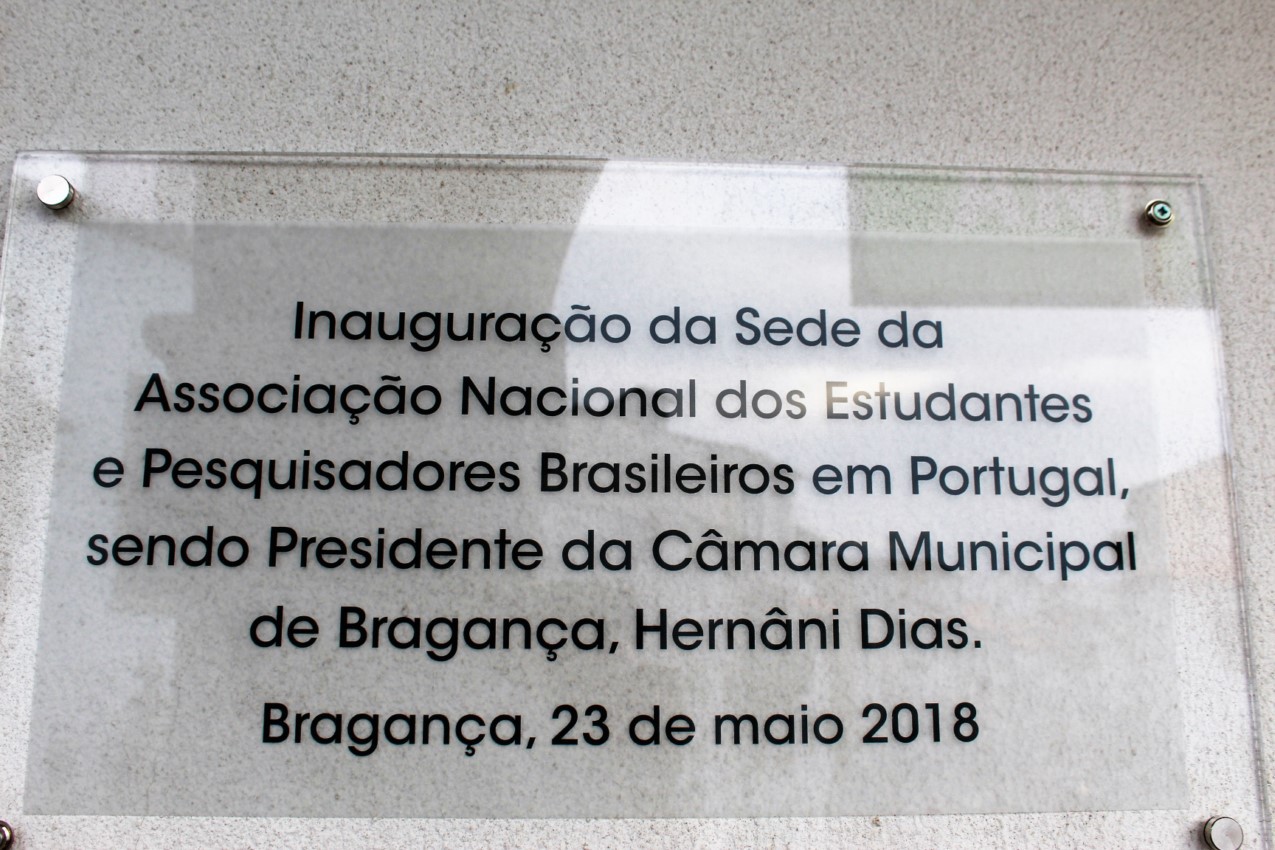 Inauguração da Sede da
Associação Nacional dos Estudantes
e Pesquisadores Brasileiros em Portugal,
sendo Presidente da Câmara Municipal
de Bragança, Hernâni Dias.
Bragança, 23 de maio 2018